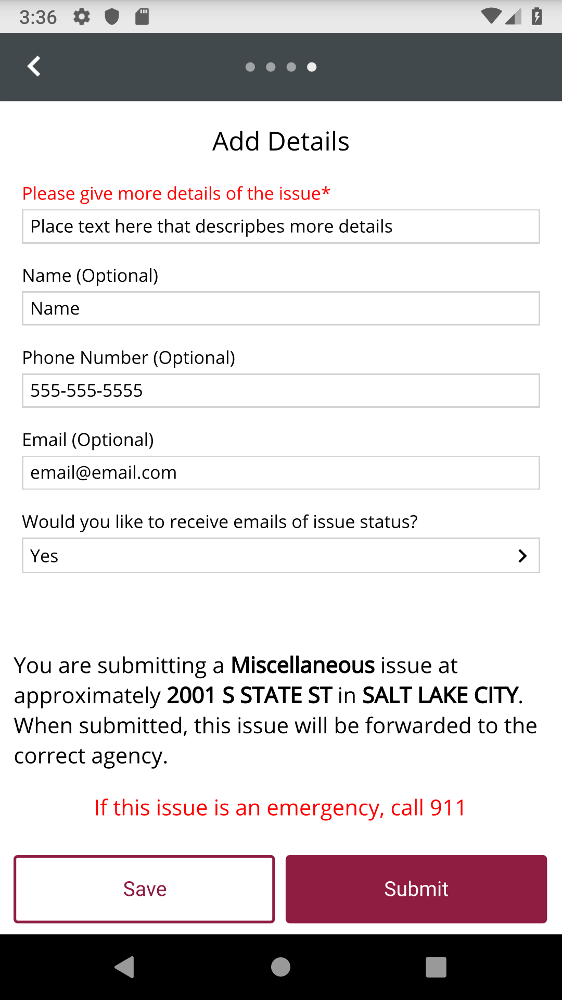 3:36
Add Details
Please give more details of the issue*
Place text here that descripbes more details
Name (Optional)
Name
Phone Number (Optional)
555-555-5555
Email (Optional)
email@email.com
Would you like to receive emails of issue status?
Yes
You are submitting a Miscellaneous issue at
approximately 2001 S STATE ST in SALT LAKE CITY.
When submitted, this issue will be forwarded to the
correct agency.
If this issue is an emergency, call 911
Save
Submit